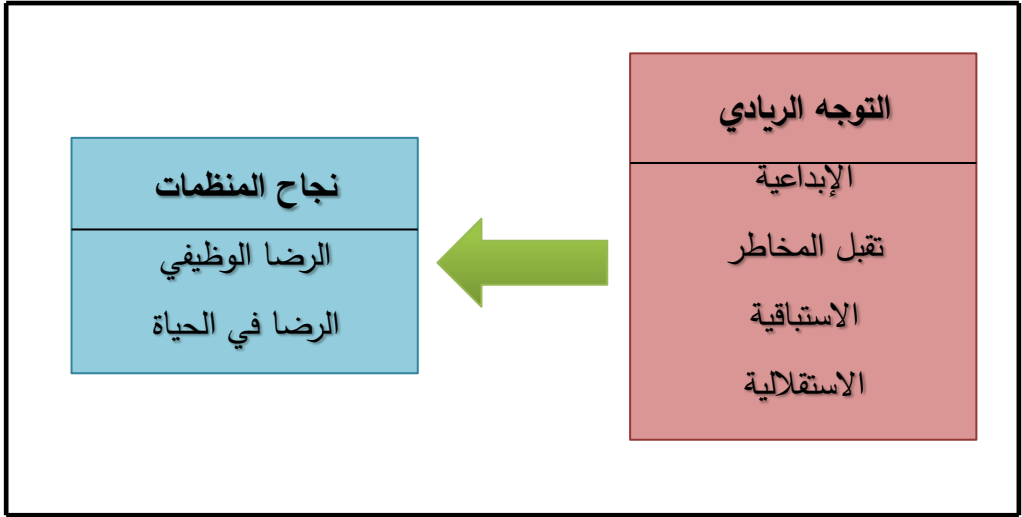 التوجه الريادي
الإبداعية
تقبل المخاطر
الاستباقية
الاستقلالية
نجاح المنظمات
الرضا الوظيفي
الرضا في الحياة